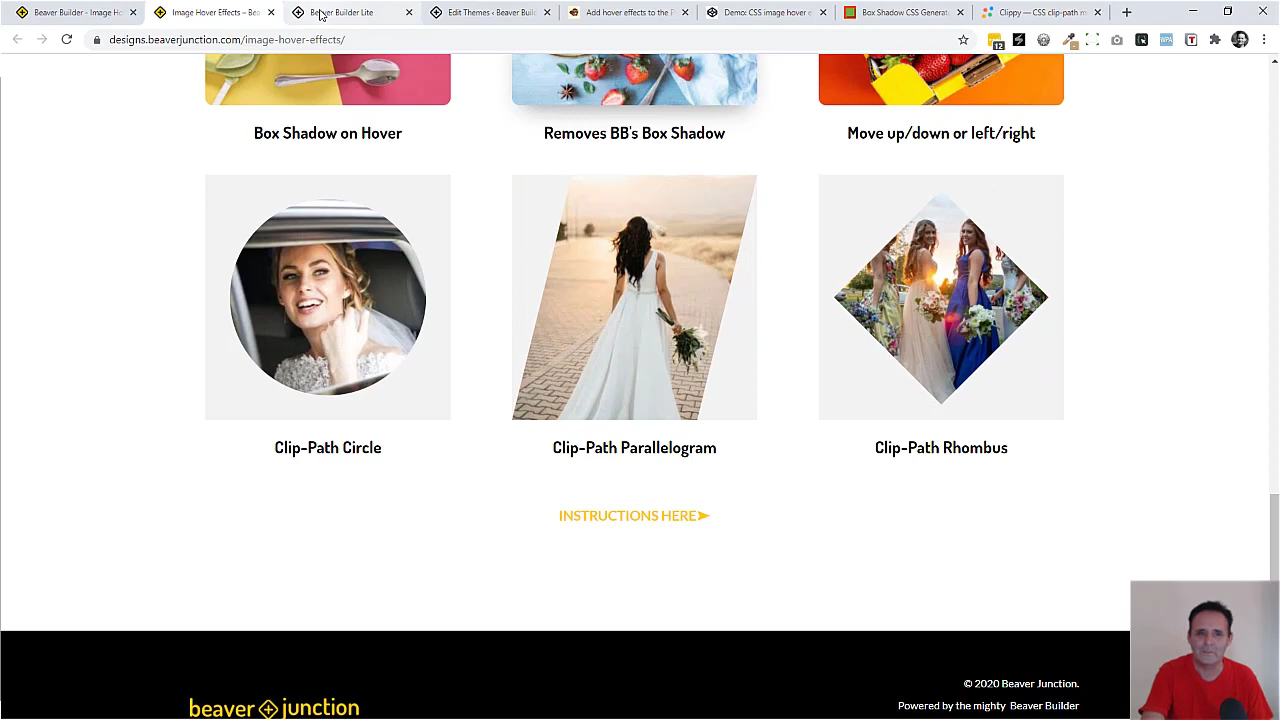 Beaver Builder - Image Ho
Image Hover Effects – Bea
Beaver Builder Lite
Edit Themes ‹ Beaver Buil
Add hover effects to the P
Demo: CSS image hover e
Box Shadow CSS Generato
Clippy — CSS clip-path m
designs.beaverjunction.com/image-hover-effects/
12
WPA
T
Box Shadow on Hover
Removes BB's Box Shadow
Move up/down or left/right
Clip-Path Circle
Clip-Path Parallelogram
Clip-Path Rhombus
INSTRUCTIONS HERE➤
© 2020 Beaver Junction.
beaver junction
Powered by the mighty Beaver Builder